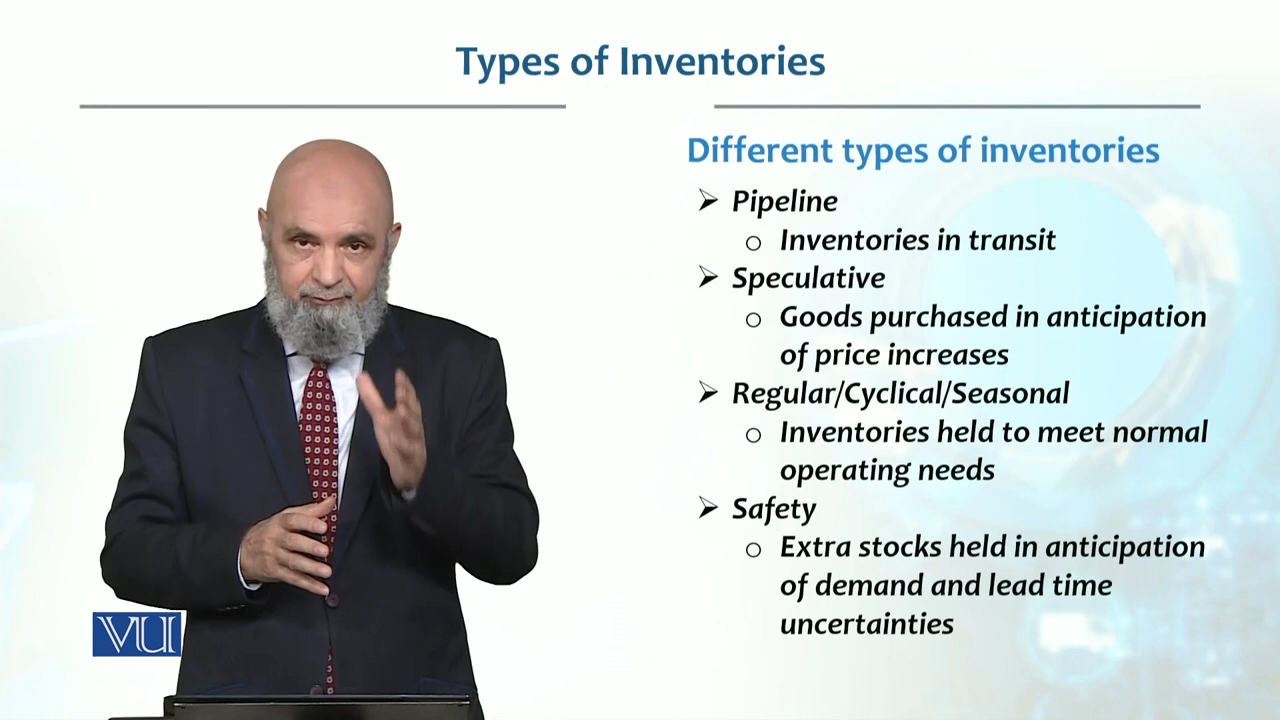 Types of Inventories
Different types of inventories
➢ Pipeline
o Inventories in transit
➢ Speculative
o Goods purchased in anticipation
of price increases
➢ Regular/Cyclical/Seasonal
o Inventories held to meet normal
operating needs
➢ Safety
o Extra stocks held in anticipation
of demand and lead time
uncertainties
VU